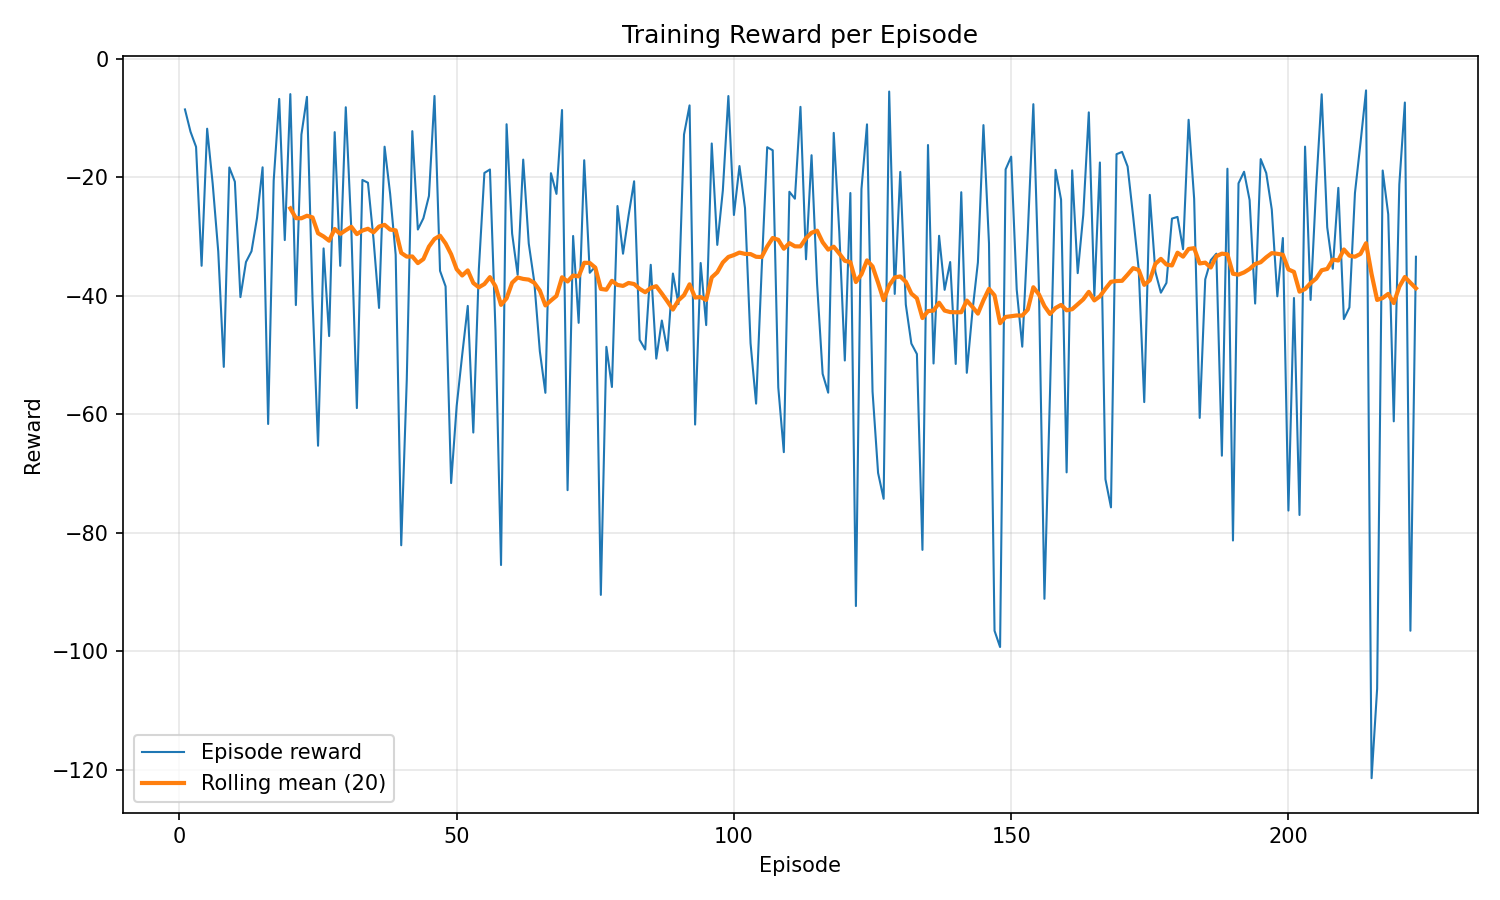 Training Reward per Episode
0
−20
−40
−60
−80
−100
−120
Reward
Episode reward
Rolling mean (20)
0
50
100
150
200
Episode